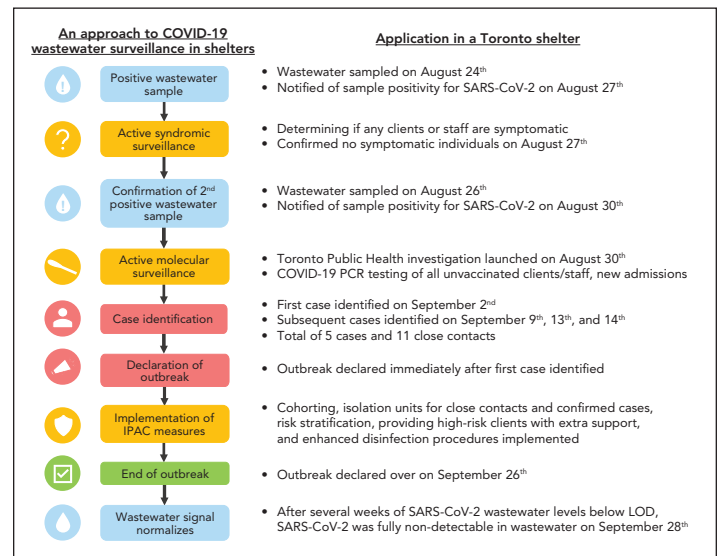 An approach to COVID-19
wastewater surveillance in shelters
Application in a Toronto shelter
Positive wastewater
sample
• Wastewater sampled on August 24th
• Notified of sample positivity for SARS-CoV-2 on August 27th
?
Active syndromic
surveillance
• Determining if any clients or staff are symptomatic
• Confirmed no symptomatic individuals on August 27th
Confirmation of 2nd
positive wastewater
sample
• Wastewater sampled on August 26th
• Notified of sample positivity for SARS-CoV-2 on August 30th
Active molecular
surveillance
• Toronto Public Health investigation launched on August 30th
• COVID-19 PCR testing of all unvaccinated clients/staff, new admissions
Case identification
• First case identified on September 2nd
• Subsequent cases identified on September 9th, 13th, and 14th
• Total of 5 cases and 11 close contacts
Declaration of
outbreak
• Outbreak declared immediately after first case identified
Implementation of
IPAC measures
• Cohorting, isolation units for close contacts and confirmed cases,
risk stratification, providing high-risk clients with extra support,
and enhanced disinfection procedures implemented
End of outbreak
• Outbreak declared over on September 26th
Wastewater signal
normalizes
• After several weeks of SARS-CoV-2 wastewater levels below LOD,
SARS-CoV-2 was fully non-detectable in wastewater on September 28th